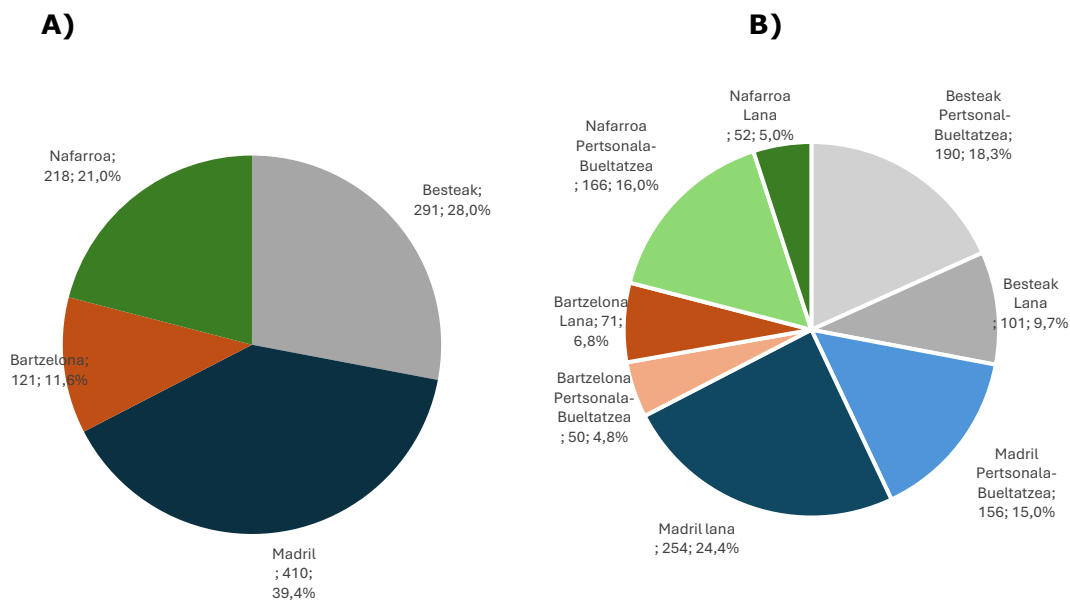 A)
Nafarroa;
218; 21,0%
Besteak;
291; 28,0%
Bartzelona;
121; 11,6%
Madril
; 410;
39,4%
B)
Nafarroa
Lana
; 52; 5,0%
Besteak
Pertsonal-
Bueltatzea;
190; 18,3%
Nafarroa
Pertsonala-
Bueltatzea
; 166; 16,0%
Besteak
Lana
; 101; 9,7%
Bartzelona
Lana; 71;
6,8%
Bartzelona
Pertsonala-
Bueltatzea
; 50; 4,8%
Madril
Pertsonala-
Bueltatzea;
156; 15,0%
Madril lana
; 254; 24,4%